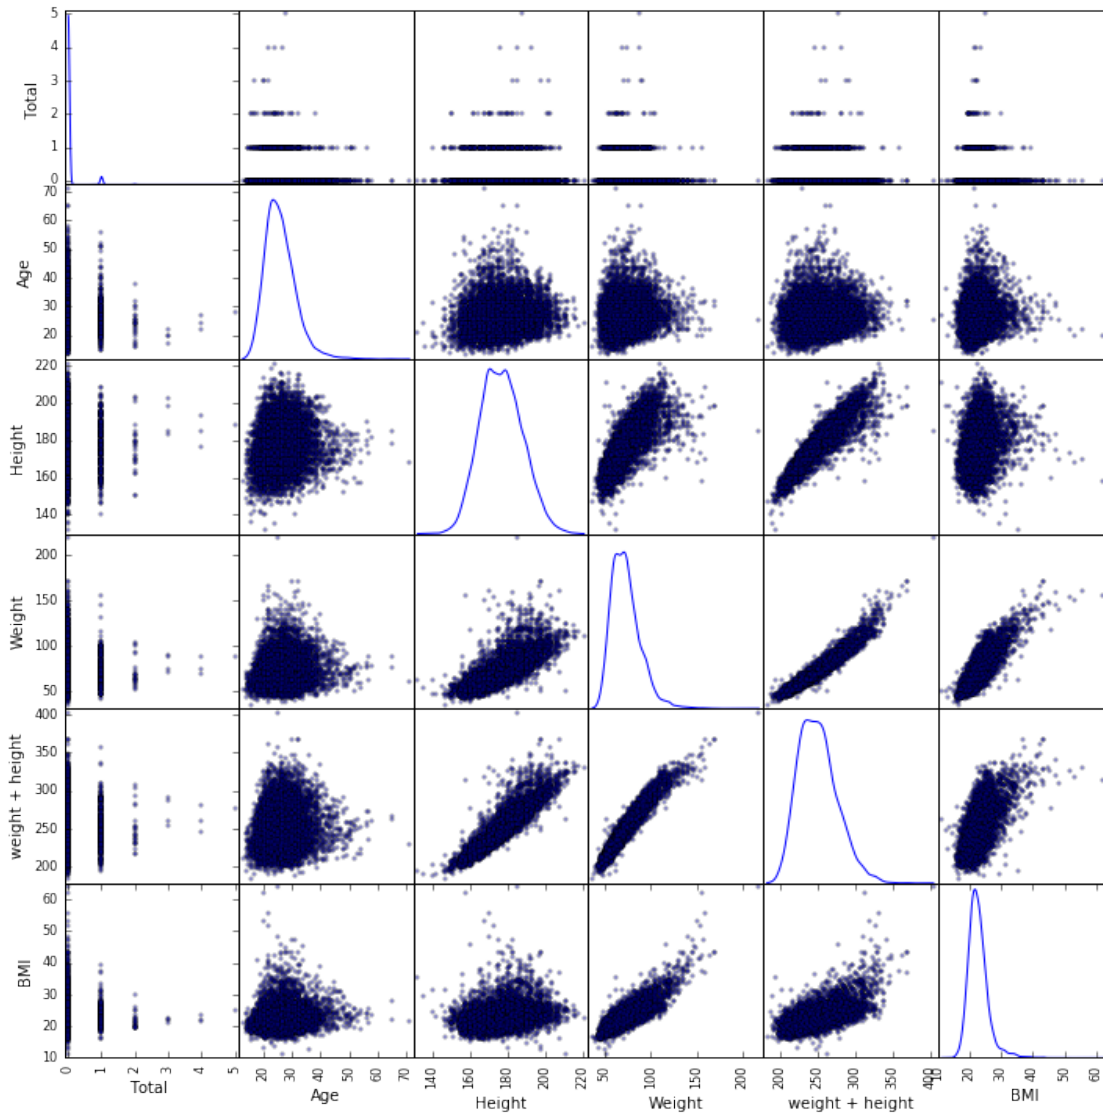 5
4
3
2
1
0
Total
70
60
50
40
30
20
Age
220
200
180
160
140
Height
200
150
100
50
Weight
400
350
300
250
200
weight + height
60
50
40
30
20
10
BMI
0 1 2 3 4 5
Total
20 30 40 50 60 70
Age
140 160 180 200 220
Height
50 100 150 200
Weight
200 250 300 350 400
weight + height
10 20 30 40 50 60
BMI